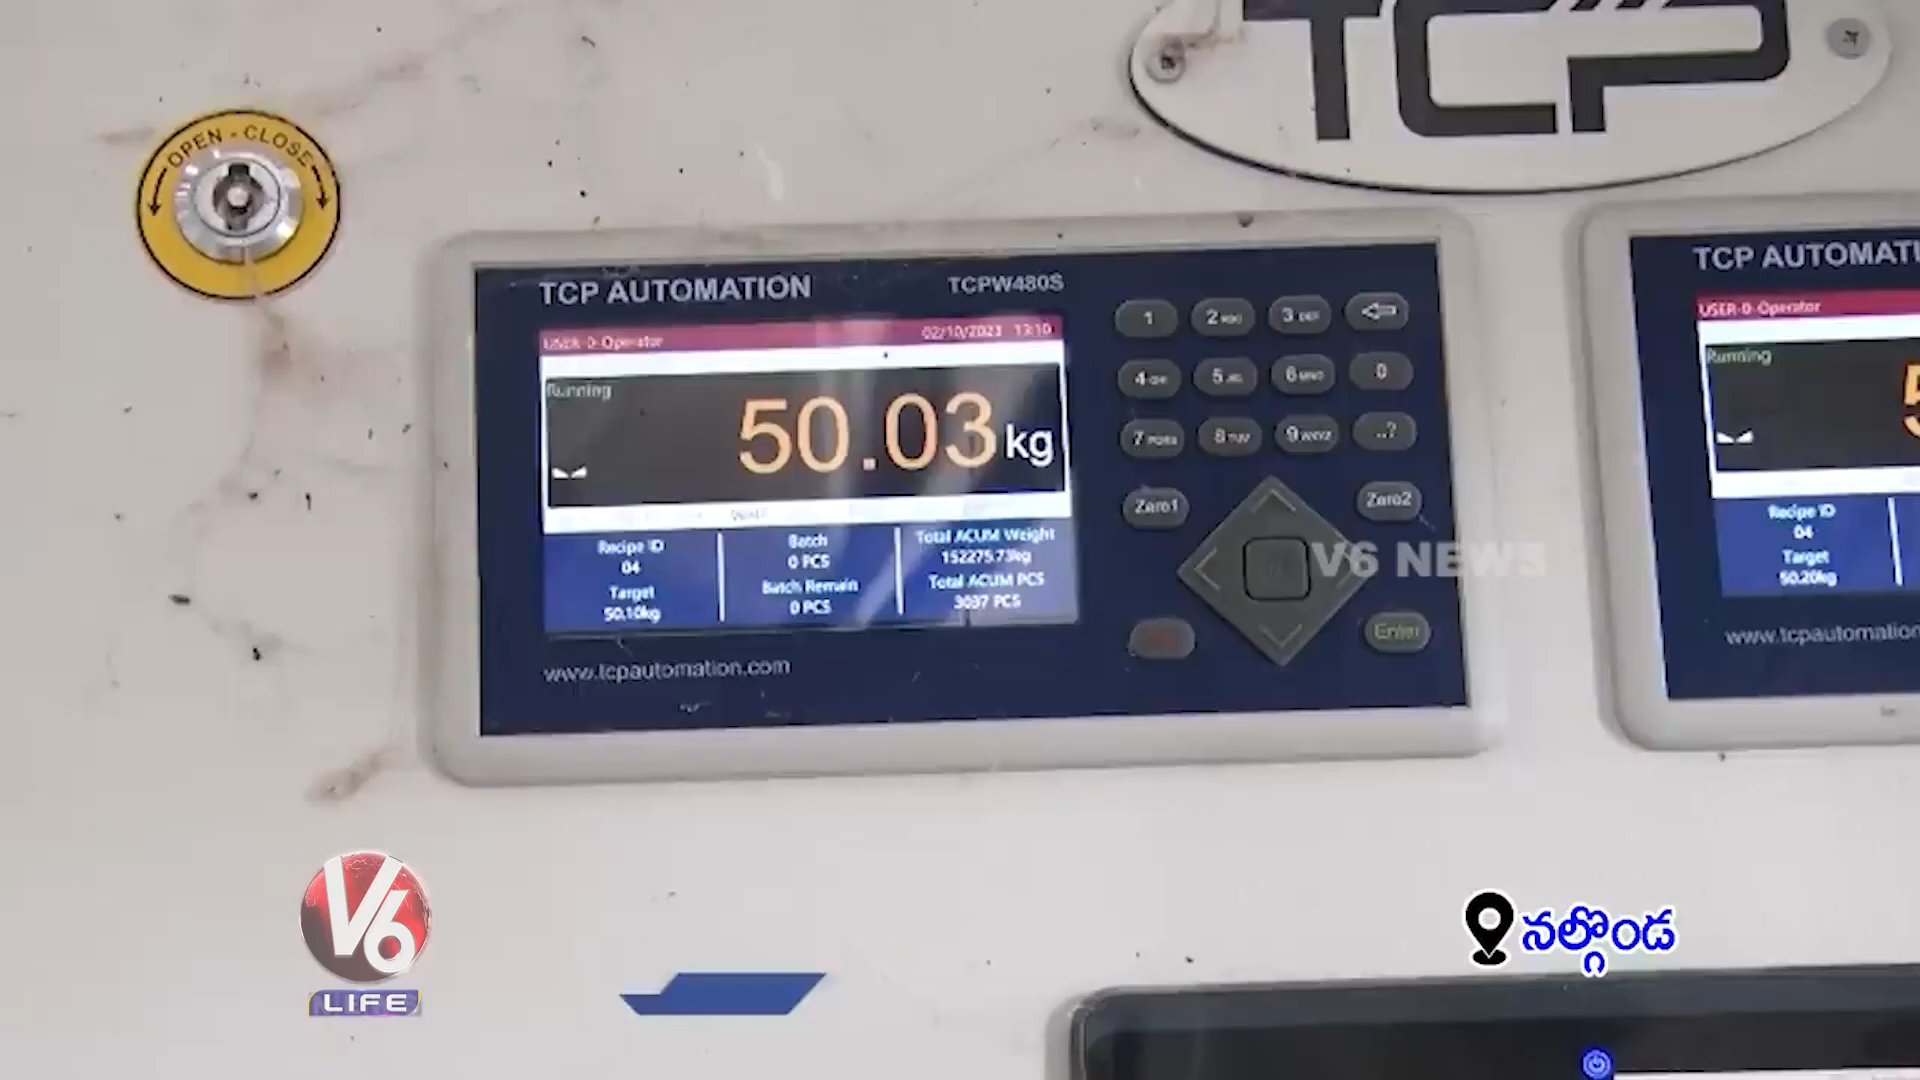 TCP
OPEN - CLOSE
TCP AUTOMATION
TCPW480S
USER-0-Operator
02/10/2023 13:10
Running
50.03 kg
Recipe ID
04
Target
50.10kg
Batch
0 PCS
Batch Remain
0 PCS
Total ACUM Weight
152275.73kg
Total ACUM PCS
3037 PCS
www.tcpautomation.com
1
2 ABC
3 DEF
4 GHI
5 JKL
6 MNO
0
7 PQRS
8 TUV
9 WXYZ
..?
Zero1
Zero2
Enter
V6 NEWS
TCP AUTOMATI
USER-0-Operator
Running
5
Recipe ID
04
Target
50.20kg
www.tcpautomation
V6
LIFE
నల్గొండ